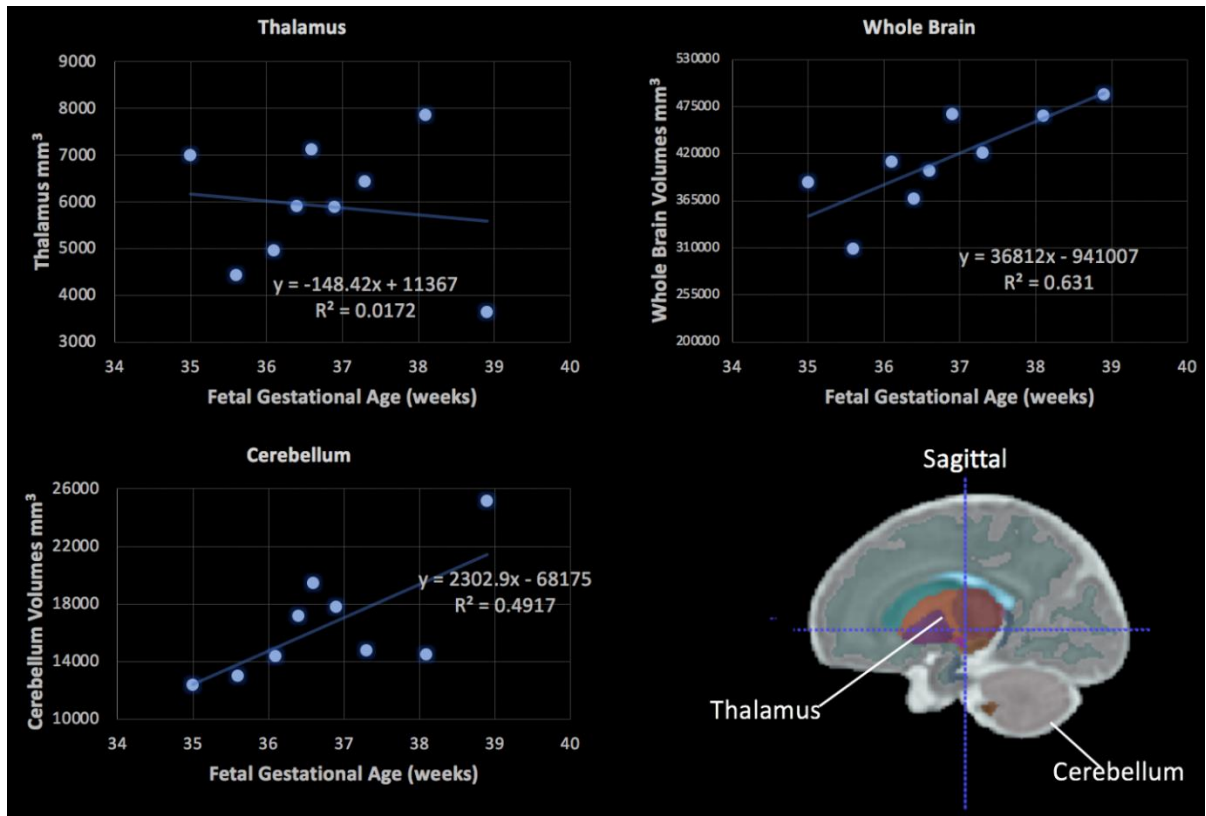 Thalamus
9000
8000
7000
6000
5000
4000
3000
Thalamus mm³
y = -148.42x + 11367
R² = 0.0172
34 35 36 37 38 39 40
Fetal Gestational Age (weeks)
Whole Brain
530000
475000
420000
365000
310000
255000
200000
Whole Brain Volumes mm³
y = 36812x - 941007
R² = 0.631
34 35 36 37 38 39 40
Fetal Gestational Age (weeks)
Cerebellum
26000
22000
18000
14000
10000
Cerebellum Volumes mm³
y = 2302.9x - 68175
R² = 0.4917
34 35 36 37 38 39 40
Fetal Gestational Age (weeks)
Sagittal
Thalamus
Cerebellum